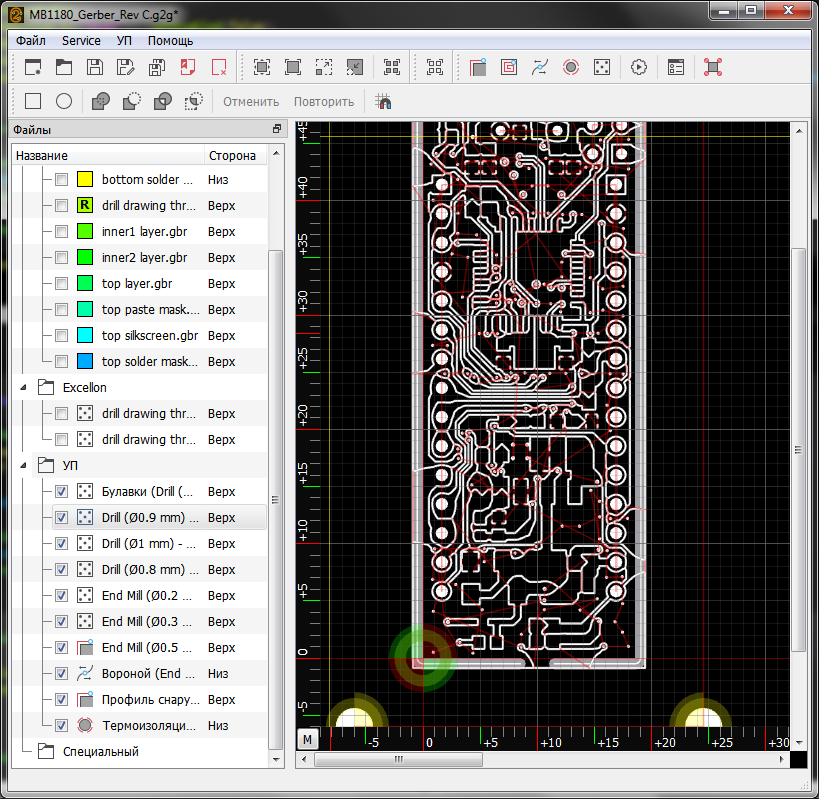 MB1180_Gerber_Rev C.g2g*
Файл Service УП Помощь
Отменить Повторить
Файлы
Название Сторона
bottom solder ... Низ
R drill drawing thr... Верх
inner1 layer.gbr Верх
inner2 layer.gbr Верх
top layer.gbr Верх
top paste mask.... Верх
top silkscreen.gbr Верх
top solder mask... Верх
Excellon
drill drawing thr... Верх
drill drawing thr... Верх
УП
Булавки (Drill (... Верх
Drill (Ø0.9 mm) ... Верх
Drill (Ø1 mm) - ... Верх
Drill (Ø0.8 mm) ... Верх
End Mill (Ø0.2 ... Верх
End Mill (Ø0.3 ... Верх
End Mill (Ø0.5 ... Верх
Вороной (End ... Низ
Профиль снару... Верх
Термоизоляци... Низ
Специальный
+45
+40
+35
+30
+25
+20
+15
+10
+5
0
-5
M
-5 0 +5 +10 +15 +20 +25 +30